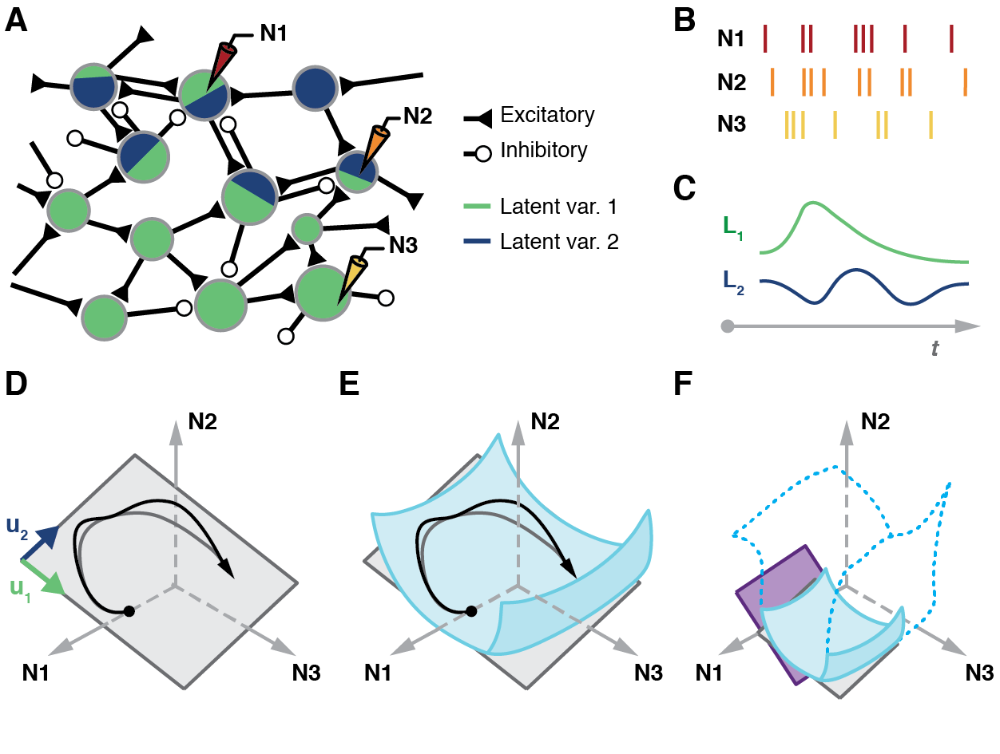 A
N1
N2
N3
Excitatory
Inhibitory
Latent var. 1
Latent var. 2
B
N1
N2
N3
C
L1
L2
t
D
N2
u2
u1
N1
N3
E
N2
N1
N3
F
N2
N1
N3